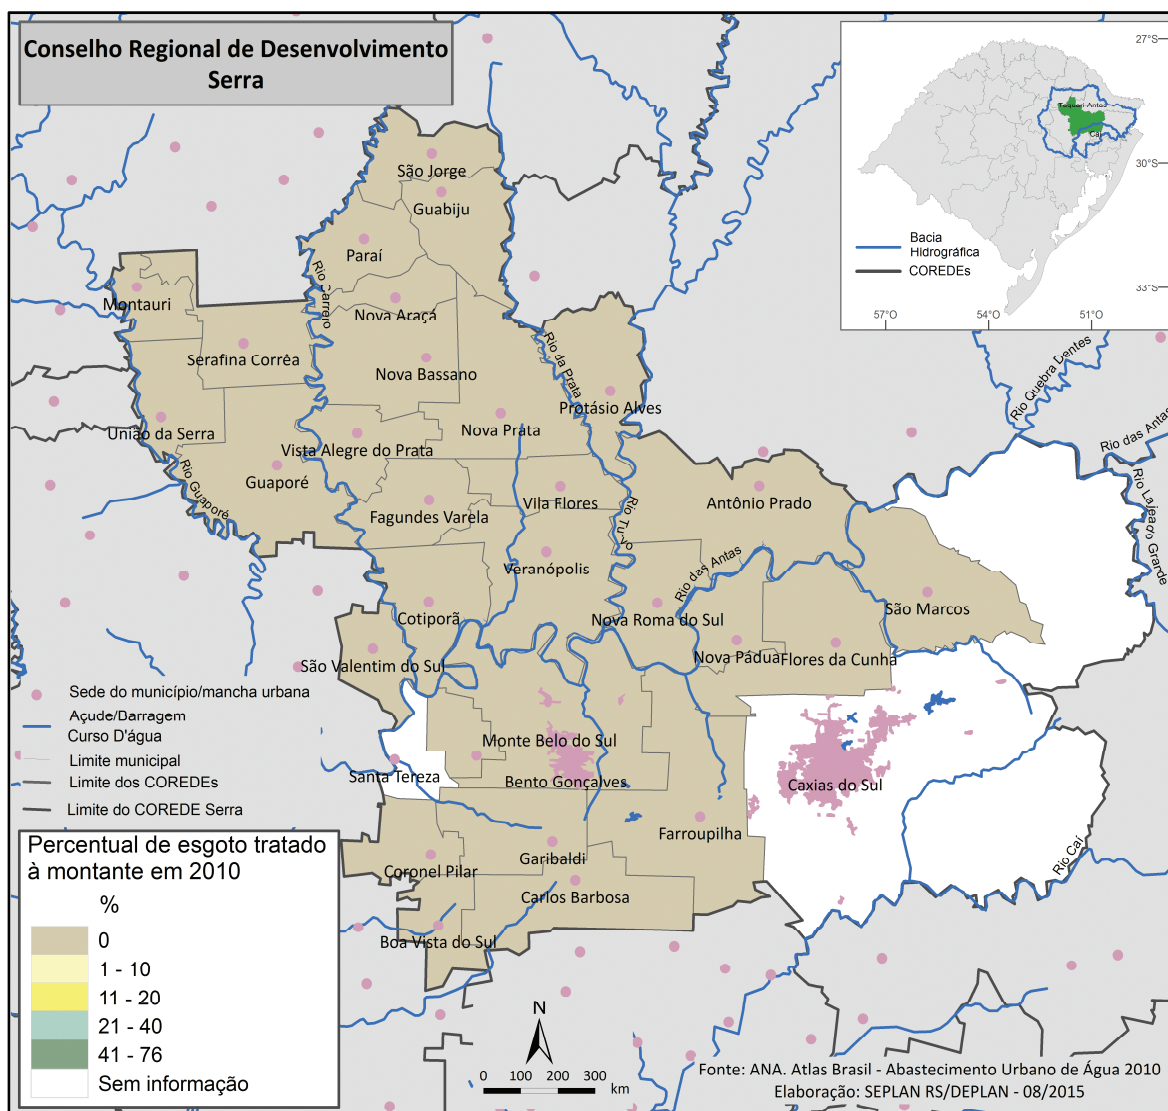 Conselho Regional de Desenvolvimento
Serra
27°S
30°S
33°S
57°O
54°O
51°O
Taquari-Antas
Caí
Bacia
Hidrográfica
COREDEs
São Jorge
Guabiju
Paraí
Rio Carreiro
Montauri
Nova Araçá
Serafina Corrêa
Nova Bassano
Rio da Prata
Protásio Alves
Rio Quebra Dentes
Rio das Antas
União da Serra
Nova Prata
Vista Alegre do Prata
Guaporé
Rio Guaporé
Vila Flores
Antônio Prado
Fagundes Varela
Rio Turvo
Rio Lajeado Grande
Veranópolis
Rio das Antas
Cotiporã
Nova Roma do Sul
São Marcos
São Valentim do Sul
Nova Pádua
Flores da Cunha
Monte Belo do Sul
Santa Tereza
Bento Gonçalves
Caxias do Sul
Farroupilha
Garibaldi
Coronel Pilar
Carlos Barbosa
Rio Caí
Boa Vista do Sul
Sede do município/mancha urbana
Açude/Barragem
Curso D'água
Limite municipal
Limite dos COREDEs
Limite do COREDE Serra
Percentual de esgoto tratado
à montante em 2010
%
0
1 - 10
11 - 20
21 - 40
41 - 76
Sem informação
N
0 100 200 300
km
Fonte: ANA. Atlas Brasil - Abastecimento Urbano de Água 2010
Elaboração: SEPLAN RS/DEPLAN - 08/2015